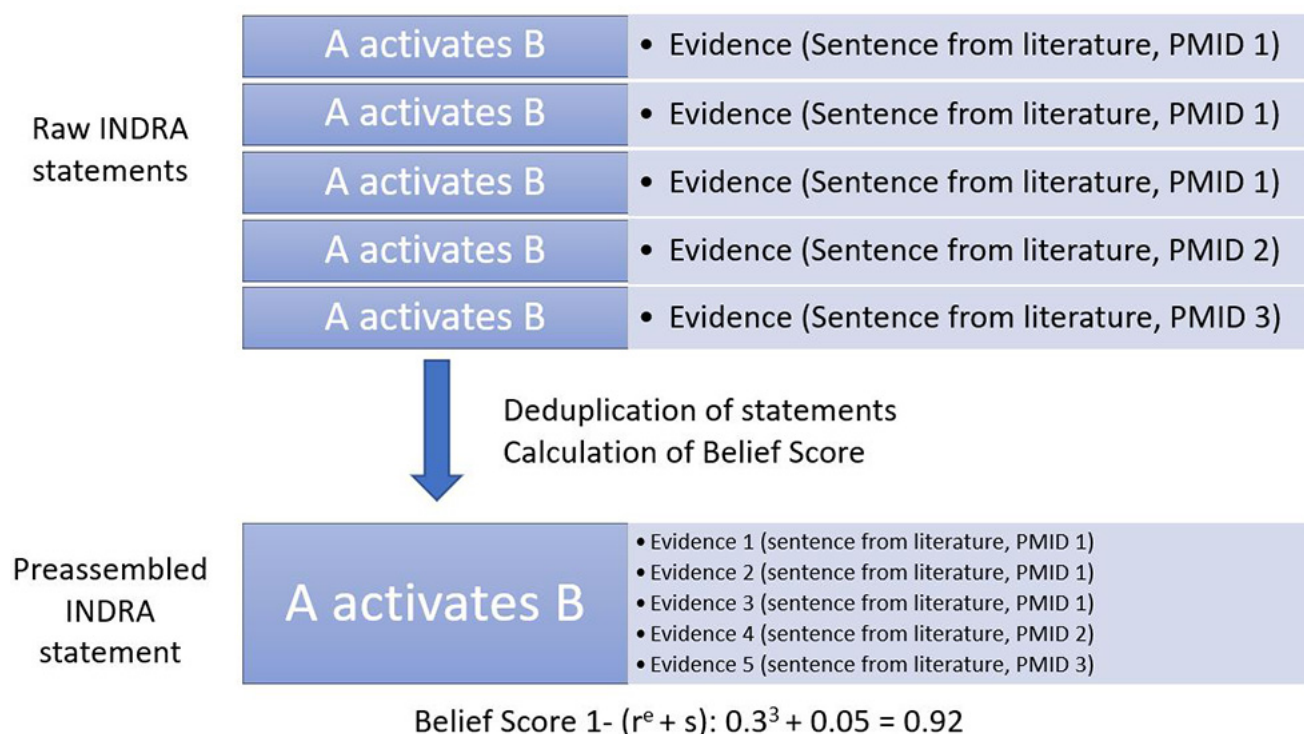 Raw INDRA
statements
A activates B
• Evidence (Sentence from literature, PMID 1)
A activates B
• Evidence (Sentence from literature, PMID 1)
A activates B
• Evidence (Sentence from literature, PMID 1)
A activates B
• Evidence (Sentence from literature, PMID 2)
A activates B
• Evidence (Sentence from literature, PMID 3)
Deduplication of statements
Calculation of Belief Score
Preassembled
INDRA
statement
A activates B
• Evidence 1 (sentence from literature, PMID 1)
• Evidence 2 (sentence from literature, PMID 1)
• Evidence 3 (sentence from literature, PMID 1)
• Evidence 4 (sentence from literature, PMID 2)
• Evidence 5 (sentence from literature, PMID 3)
Belief Score 1- (rᵉ + s): 0.3³ + 0.05 = 0.92